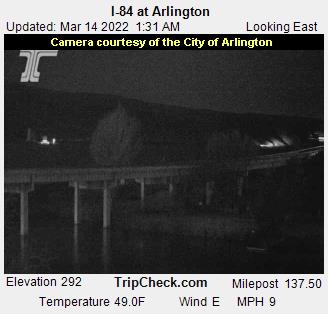 I-84 at Arlington
Updated: Mar 14 2022 1:31 AM Looking East
Camera courtesy of the City of Arlington
Elevation 292 TripCheck.com Milepost 137.50
Temperature 49.0F Wind E MPH 9